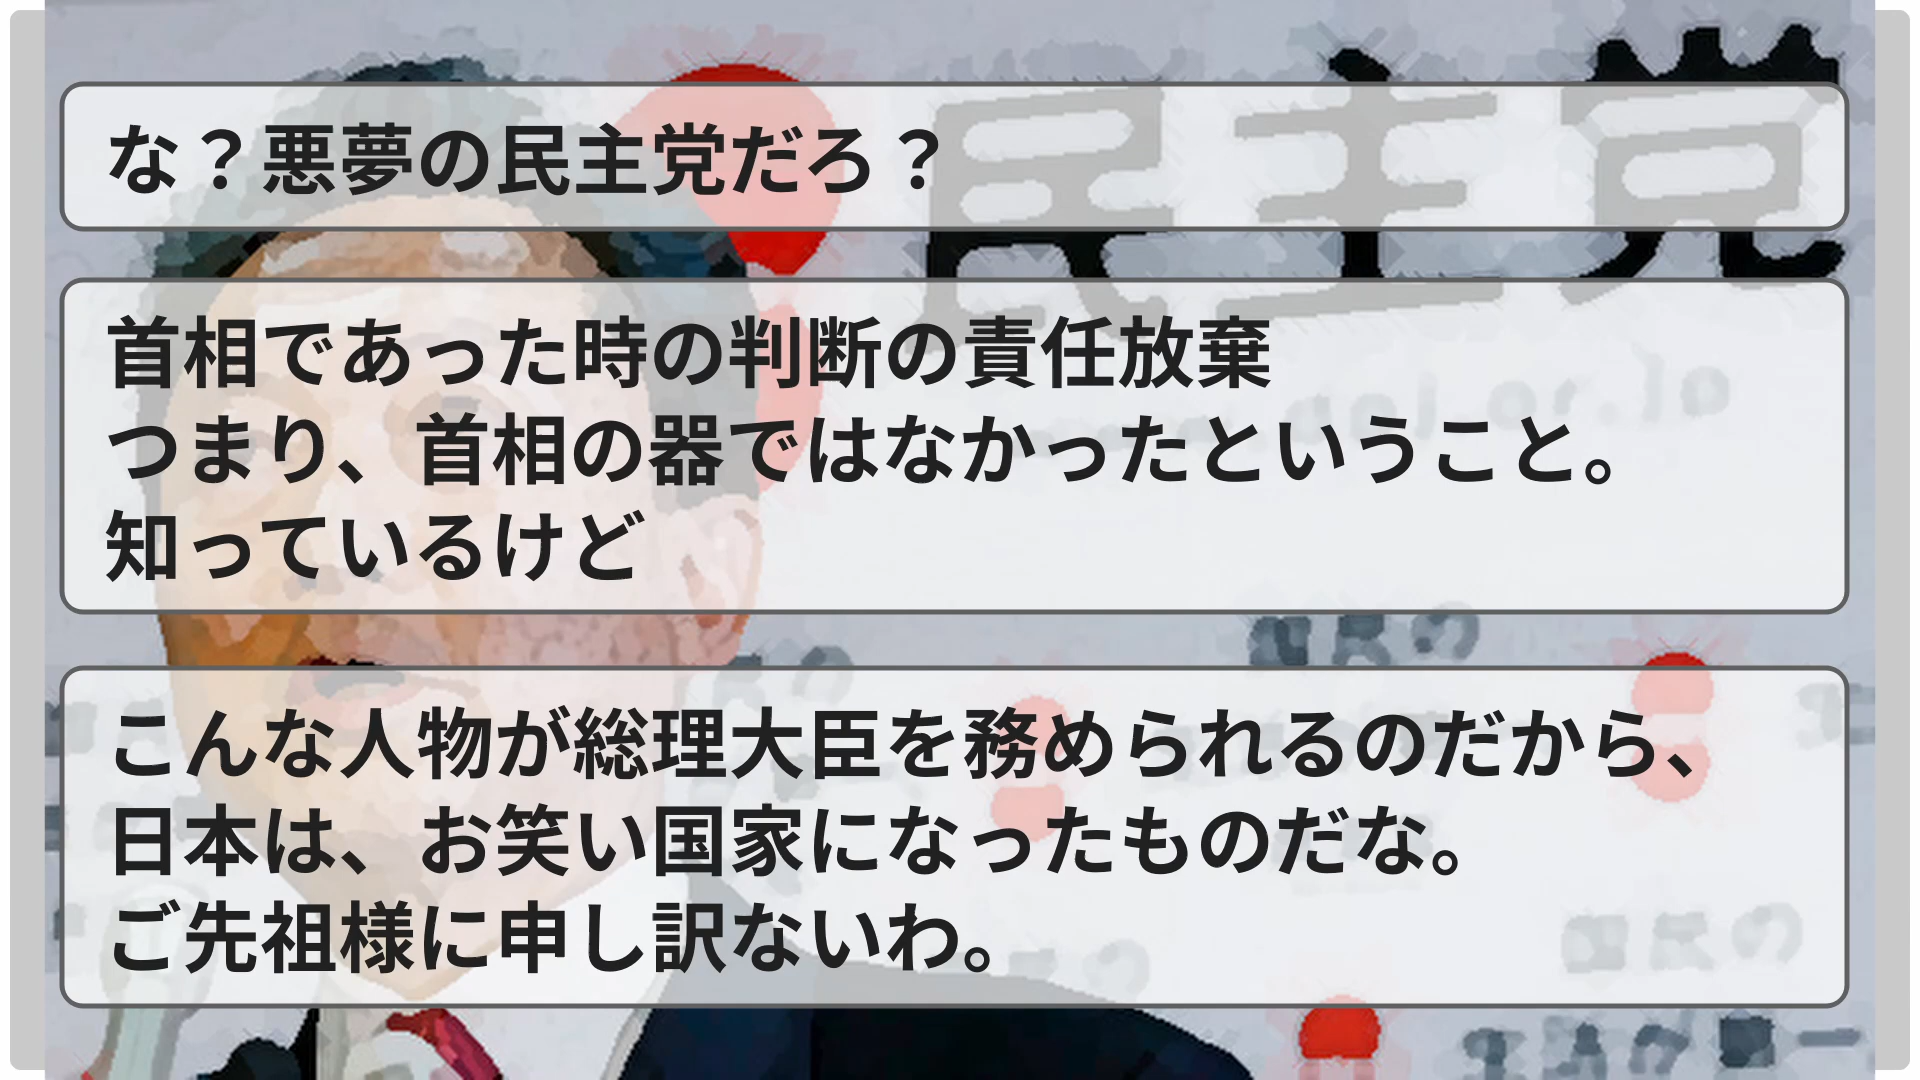 民主党
な？悪夢の民主党だろ？
首相であった時の判断の責任放棄
つまり、首相の器ではなかったということ。
知っているけど
こんな人物が総理大臣を務められるのだから、
日本は、お笑い国家になったものだな。
ご先祖様に申し訳ないわ。